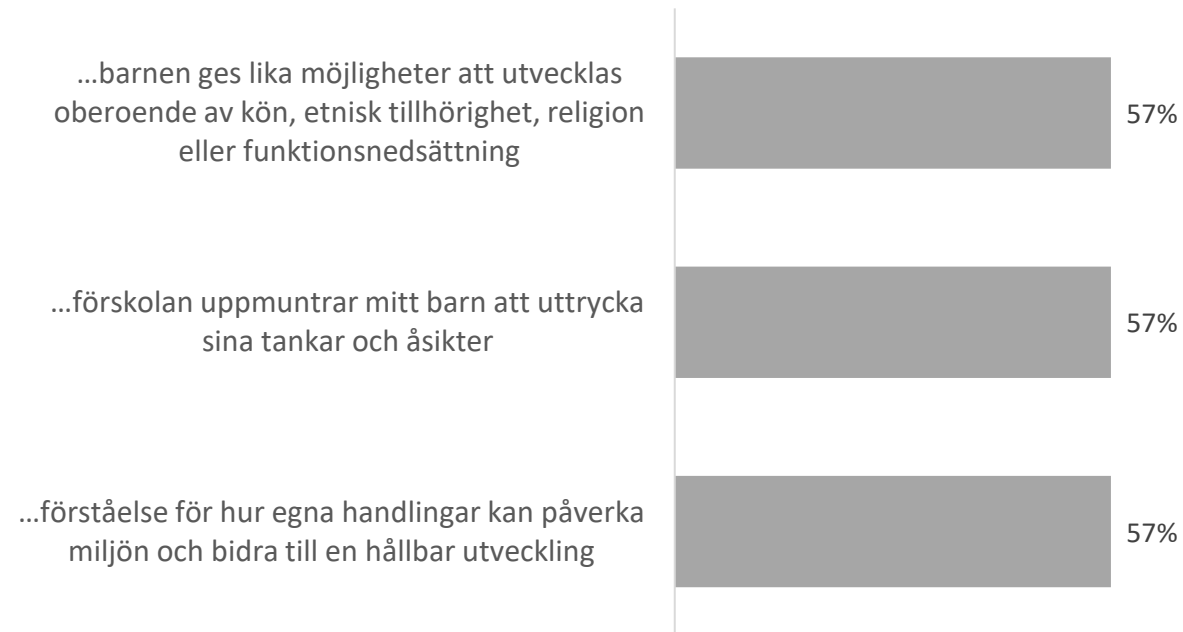 ...barnen ges lika möjligheter att utvecklas
oberoende av kön, etnisk tillhörighet, religion
eller funktionsnedsättning
57%
...förskolan uppmuntrar mitt barn att uttrycka
sina tankar och åsikter
57%
...förståelse för hur egna handlingar kan påverka
miljön och bidra till en hållbar utveckling
57%